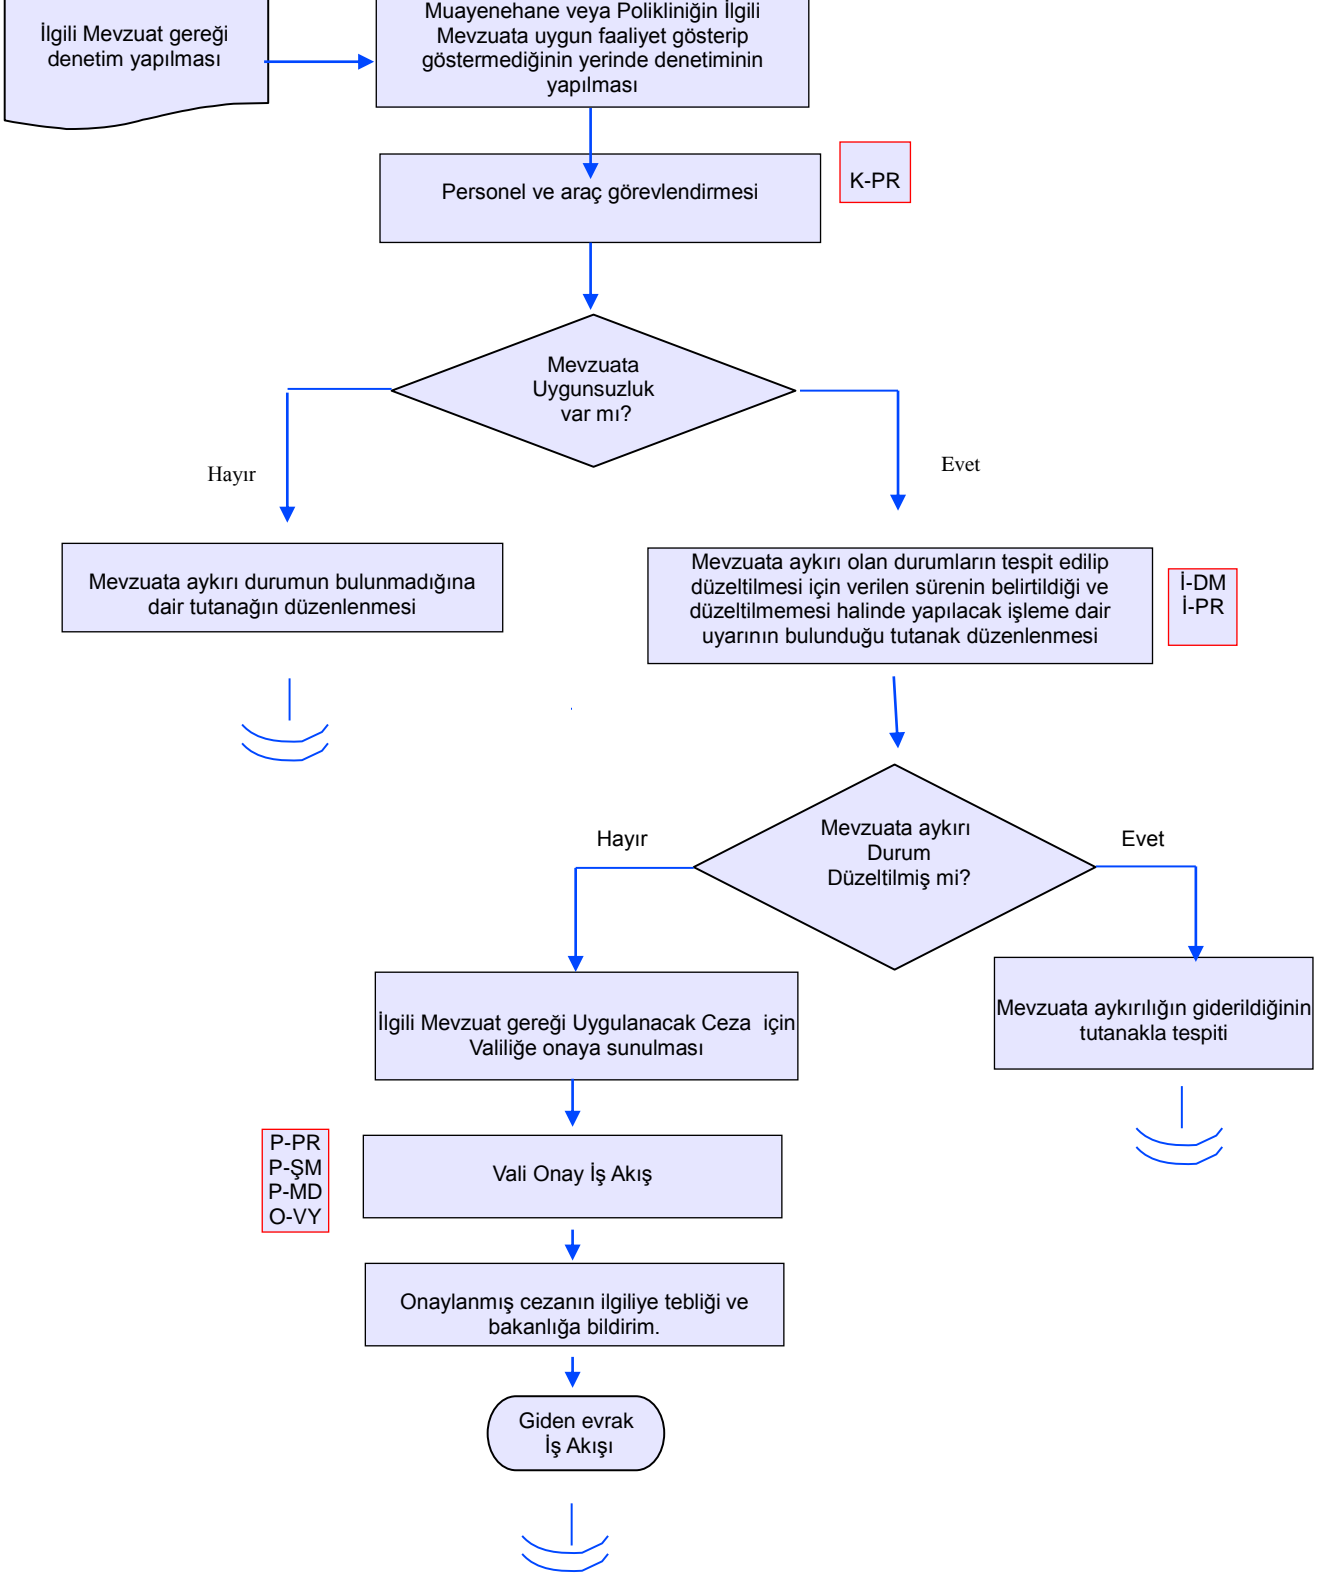 İlgili Mevzuat gereği
denetim yapılması
Muayenehane veya Polikliniğin İlgili
Mevzuata uygun faaliyet gösterip
göstermediğinin yerinde denetiminin
yapılması
Personel ve araç görevlendirmesi
K-PR
Mevzuata
Uygunsuzluk
var mı?
Hayır
Evet
Mevzuata aykırı durumun bulunmadığına
dair tutanağın düzenlenmesi
Mevzuata aykırı olan durumların tespit edilip
düzeltilmesi için verilen sürenin belirtildiği ve
düzeltilmemesi halinde yapılacak işleme dair
uyarının bulunduğu tutanak düzenlenmesi
İ-DM
İ-PR
Mevzuata aykırı
Durum
Düzeltilmiş mi?
Hayır
Evet
İlgili Mevzuat gereği Uygulanacak Ceza  için
Valiliğe onaya sunulması
Mevzuata aykırılığın giderildiğinin
tutanakla tespiti
P-PR
P-ŞM
P-MD
O-VY
Vali Onay İş Akış
Onaylanmış cezanın ilgiliye tebliği ve
bakanlığa bildirim.
Giden evrak
İş Akışı